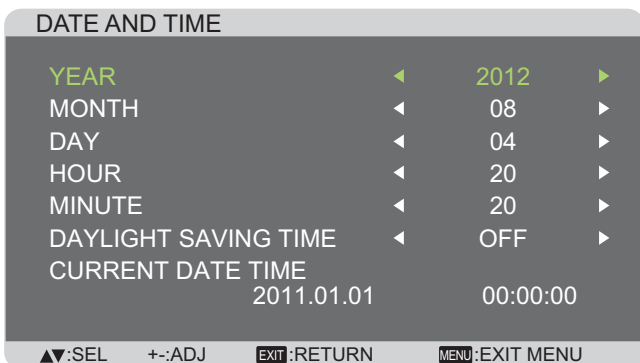 DATE AND TIME
YEAR 2012
MONTH 08
DAY 04
HOUR 20
MINUTE 20
DAYLIGHT SAVING TIME OFF
CURRENT DATE TIME
2011.01.01 00:00:00
▲▼:SEL +-:ADJ EXIT:RETURN MENU:EXIT MENU